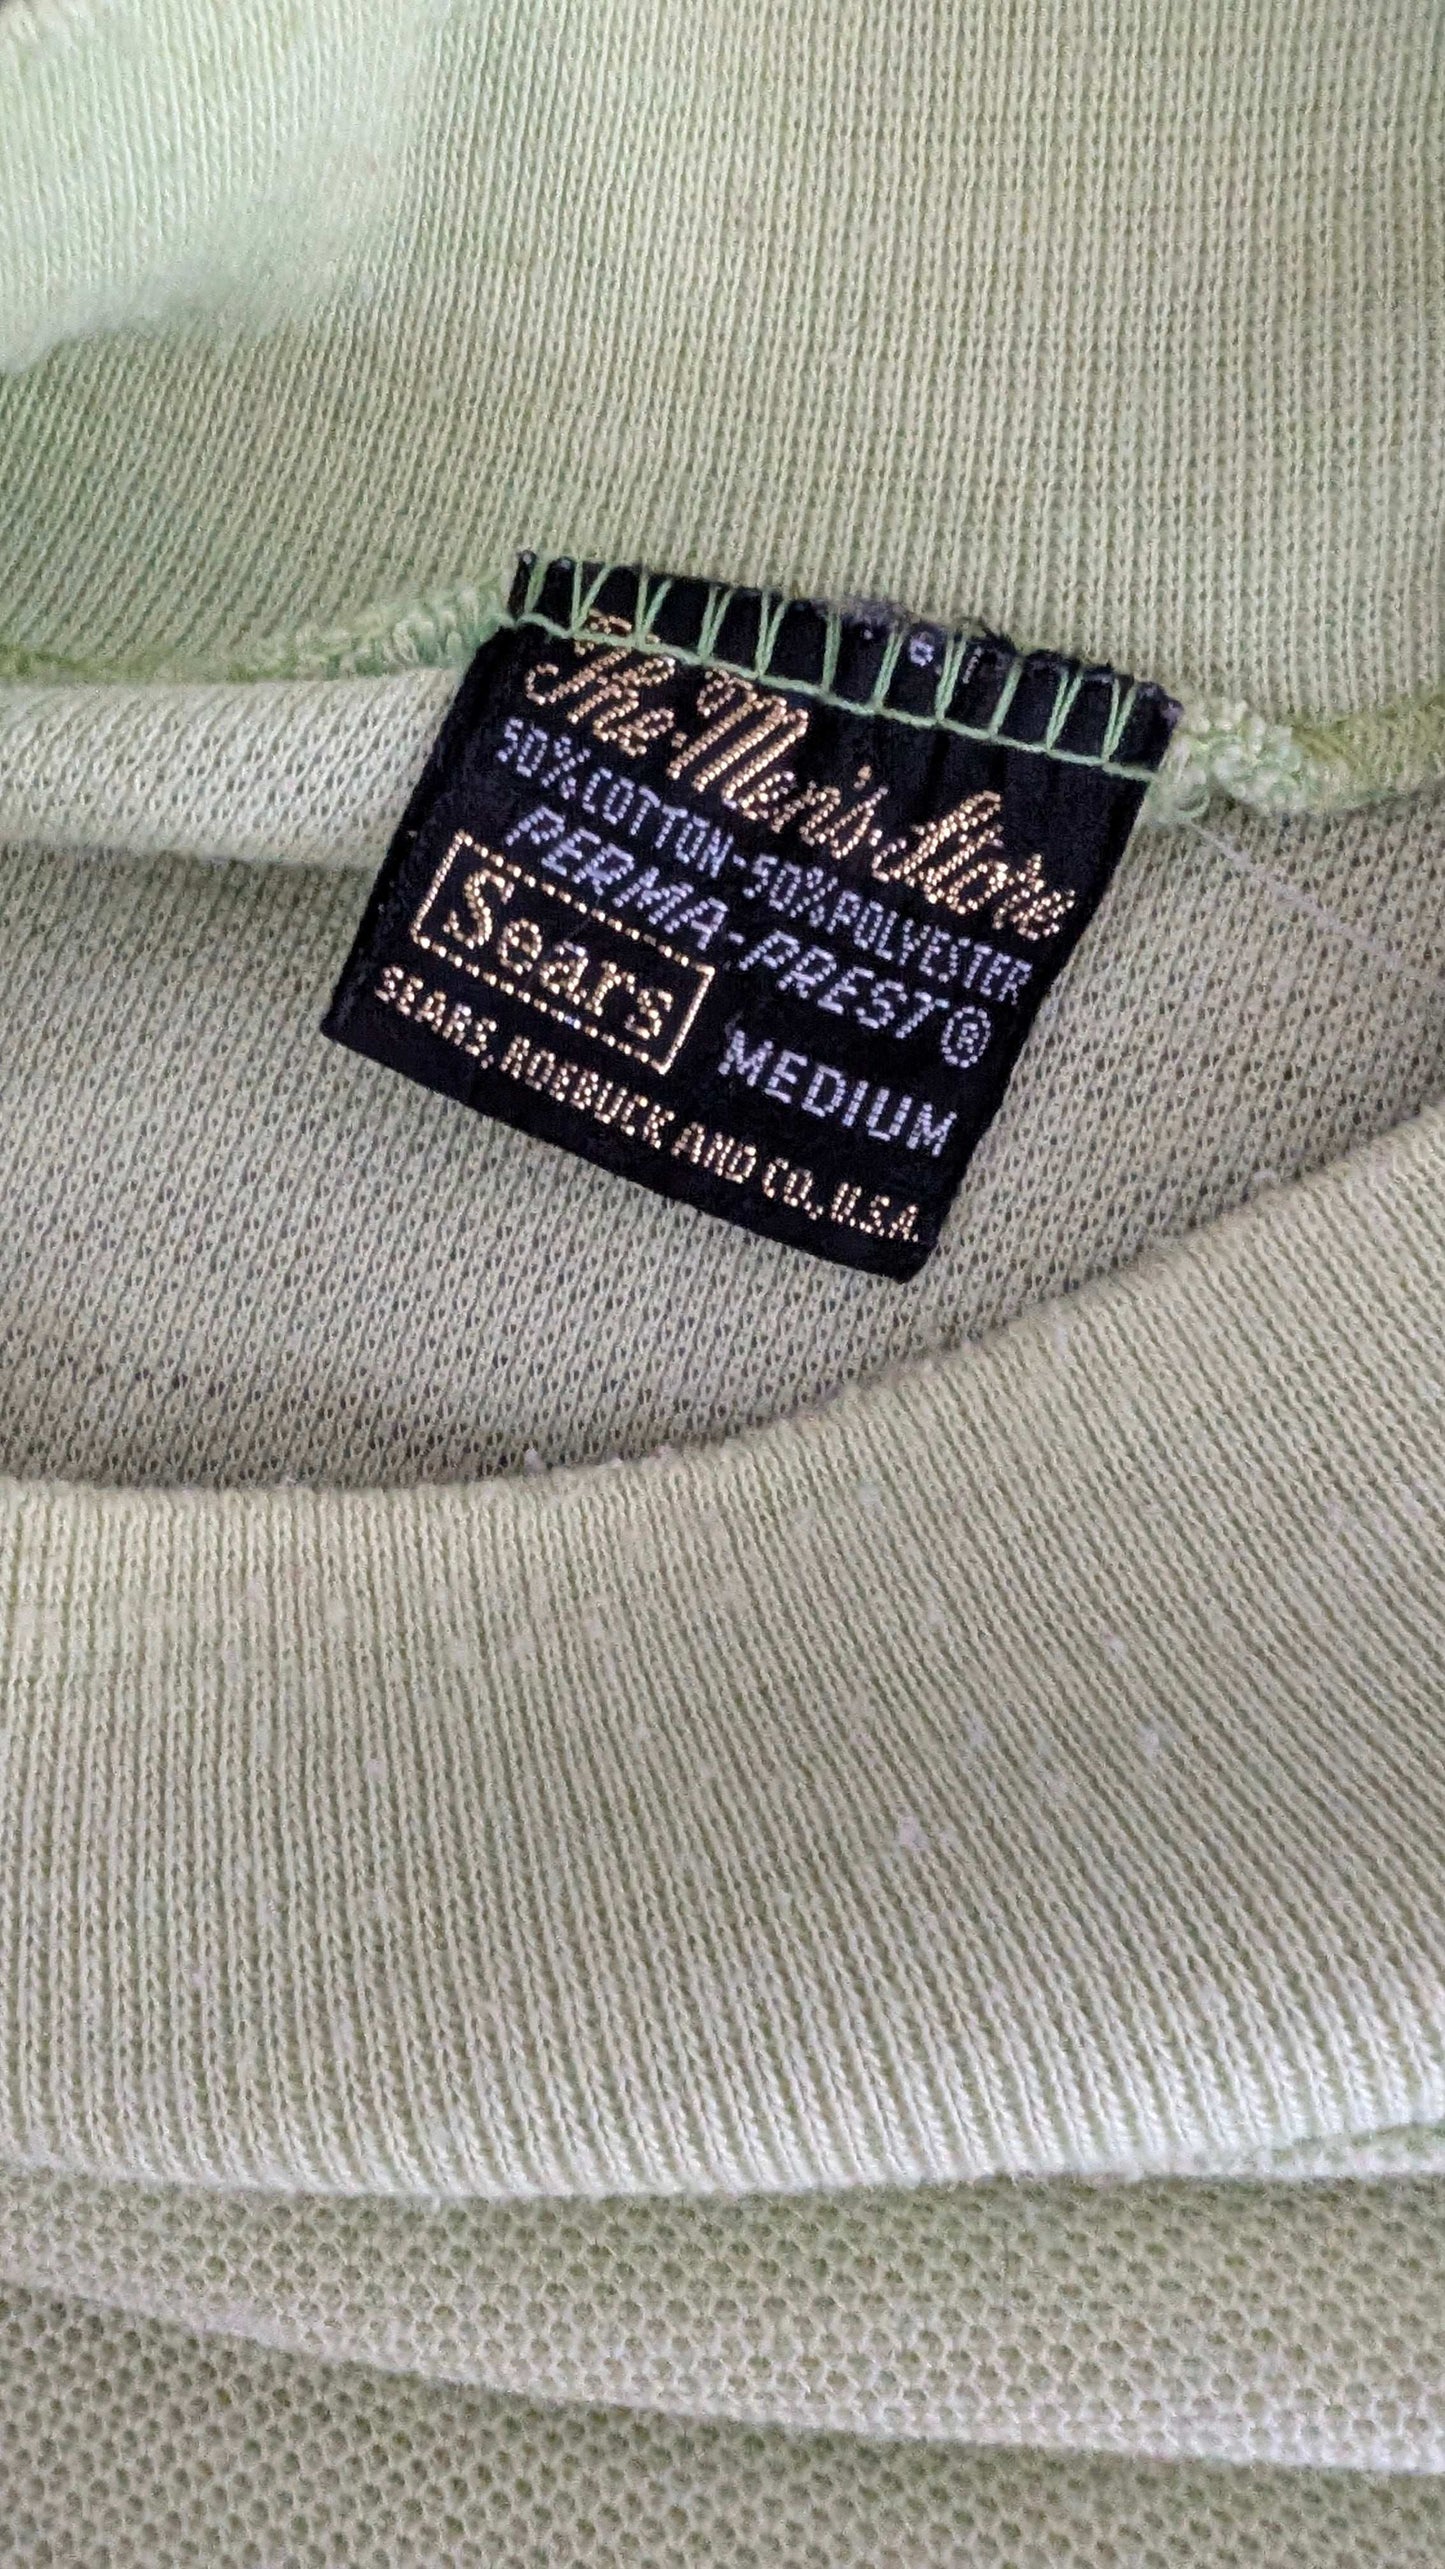 The Men's Store
50% COTTON-50% POLYESTER
PERMA-PREST®
Sears
MEDIUM
SEARS, ROEBUCK AND CO., U.S.A.